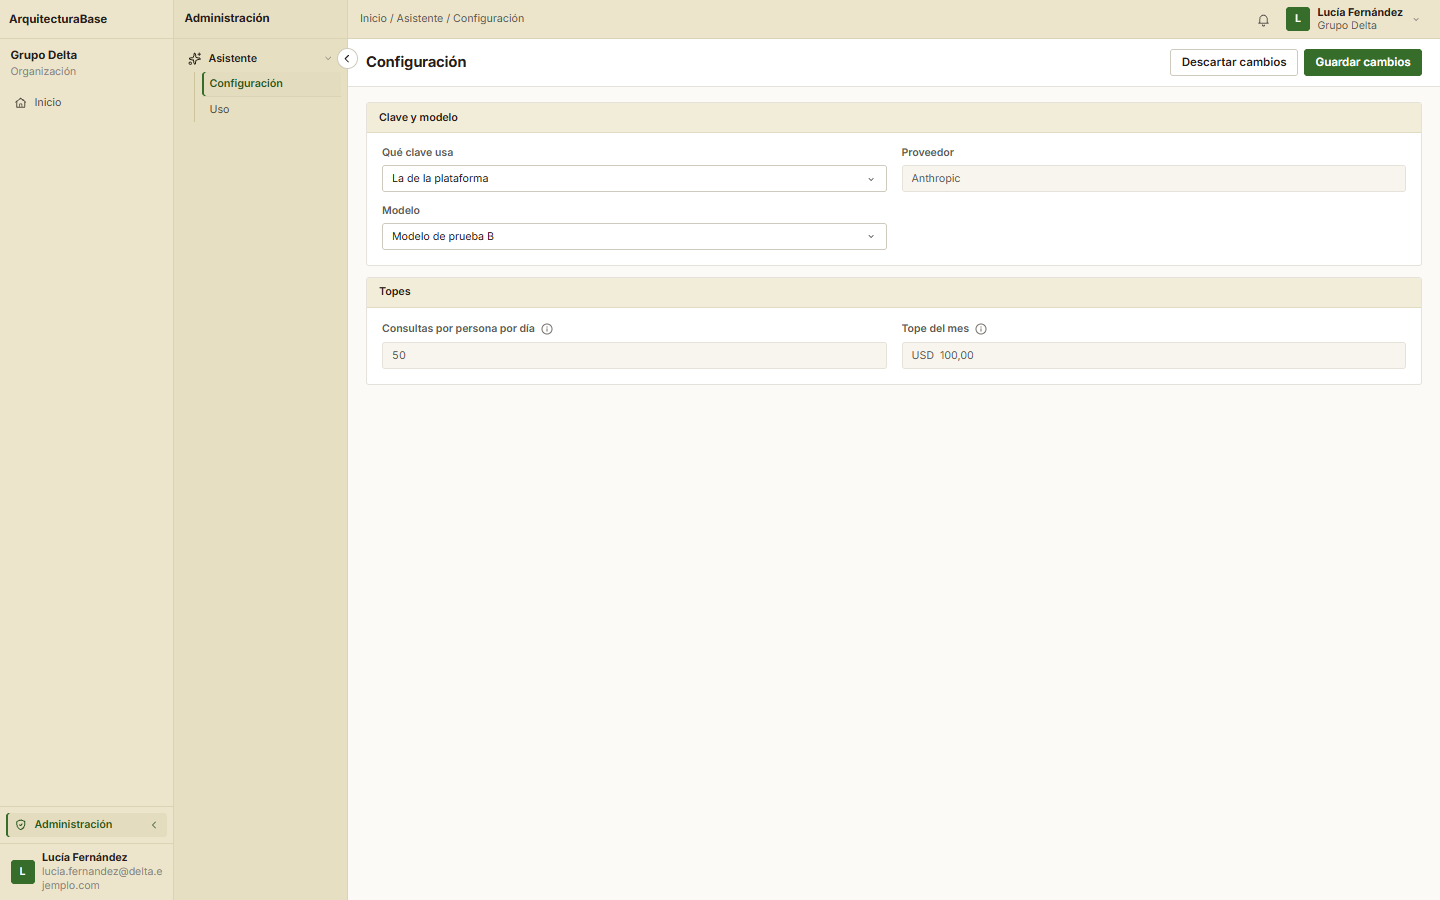 ArquitecturaBase
Grupo Delta
Organización
Inicio
Administración
Lucía Fernández
lucia.fernandez@delta.e
jemplo.com
L
Administración
Asistente
Configuración
Uso
Inicio / Asistente / Configuración
L
Lucía Fernández
Grupo Delta
Configuración
Descartar cambios
Guardar cambios
Clave y modelo
Qué clave usa
La de la plataforma
Proveedor
Anthropic
Modelo
Modelo de prueba B
Topes
Consultas por persona por día
50
Tope del mes
USD 100,00